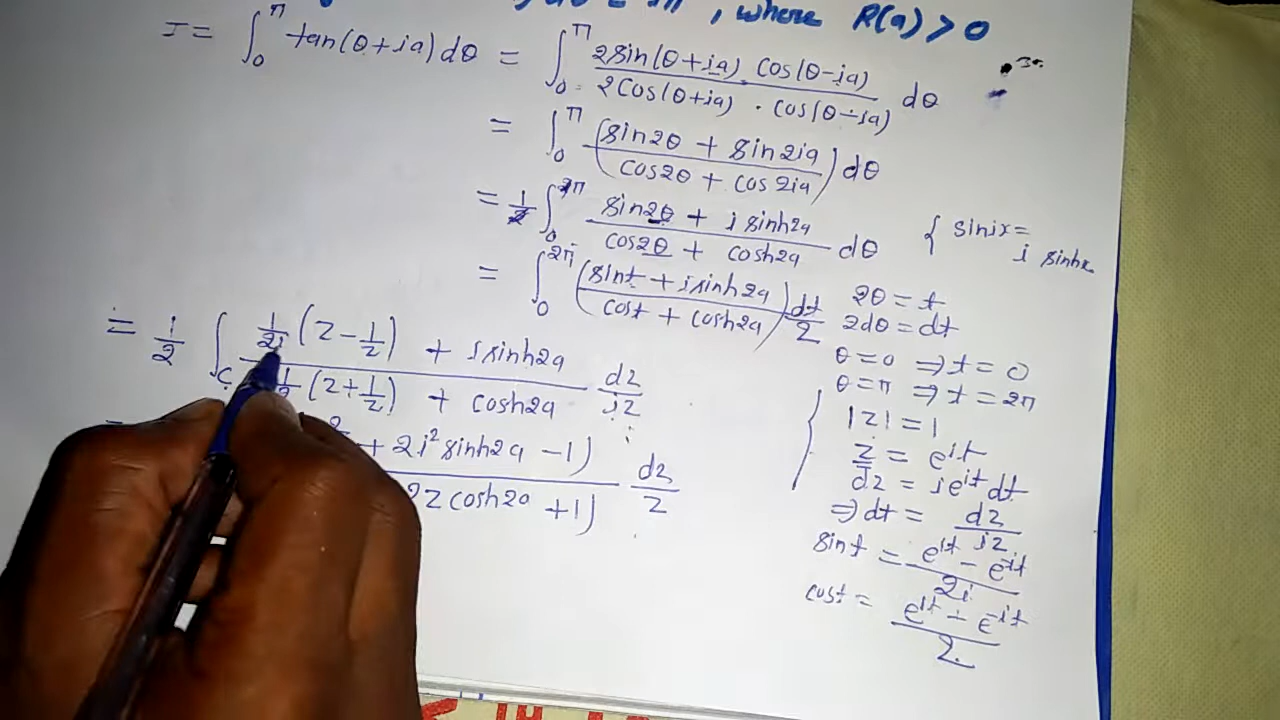 , where R(a) > 0
I = ∫₀^π tan(θ+ia) dθ = ∫₀^π 2sin(θ+ia) · cos(θ-ia) / 2cos(θ+ia) · cos(θ-ia) dθ
= ∫₀^π (sin2θ + sin2ia / cos2θ + cos2ia) dθ
= ½ ∫₀^2π sin2θ + i sinh2a / cos2θ + cosh2a dθ { sinix = i sinhx
= ∫₀^2π (sint + i sinh2a / cost + cosh2a) dt/2
2θ = t
2dθ = dt
θ = 0 ⇒ t = 0
θ = π ⇒ t = 2π
= 1/2 ∫_C 1/2i (z - 1/z) + i sinh2a / 1/2 (z + 1/z) + cosh2a dz/iz
|z| = 1
z = e^it
dz = ie^it dt
⇒ dt = dz/iz
= + 2i² sinh2a - 1) / 2z cosh2a + 1) dz/z
sint = e^it - e^-it / 2i
cost = e^it + e^-it / 2